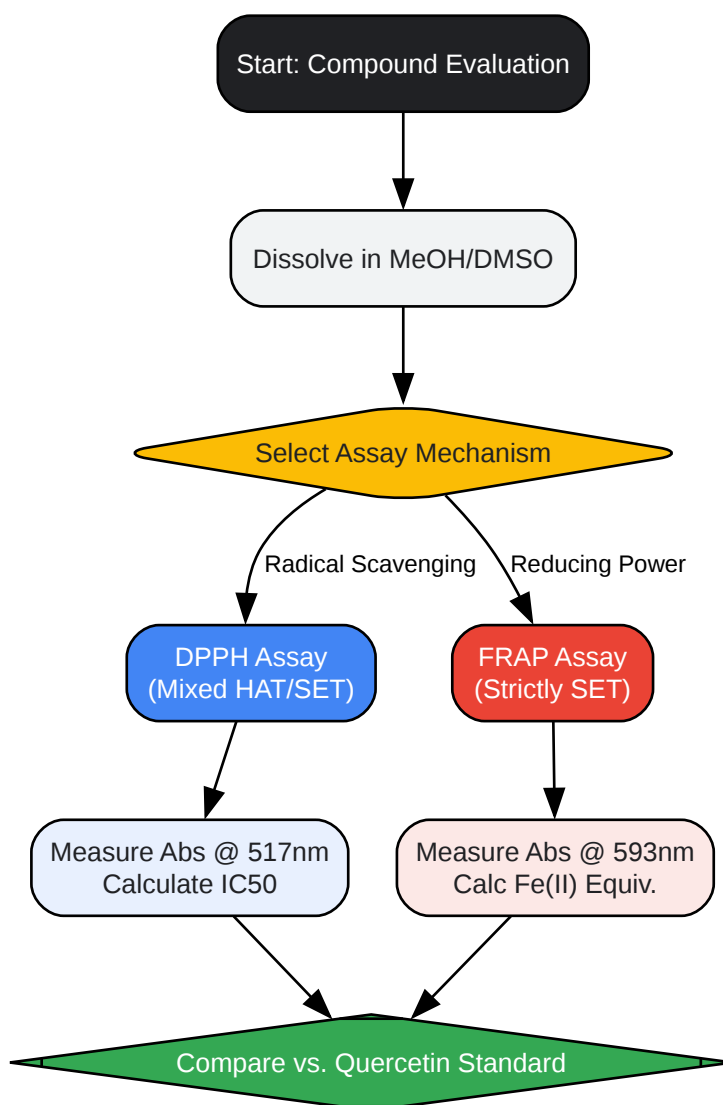 Start: Compound Evaluation
Dissolve in MeOH/DMSO
Select Assay Mechanism
Radical Scavenging
Reducing Power
DPPH Assay
(Mixed HAT/SET)
FRAP Assay
(Strictly SET)
Measure Abs @ 517nm
Calculate IC50
Measure Abs @ 593nm
Calc Fe(II) Equiv.
Compare vs. Quercetin Standard